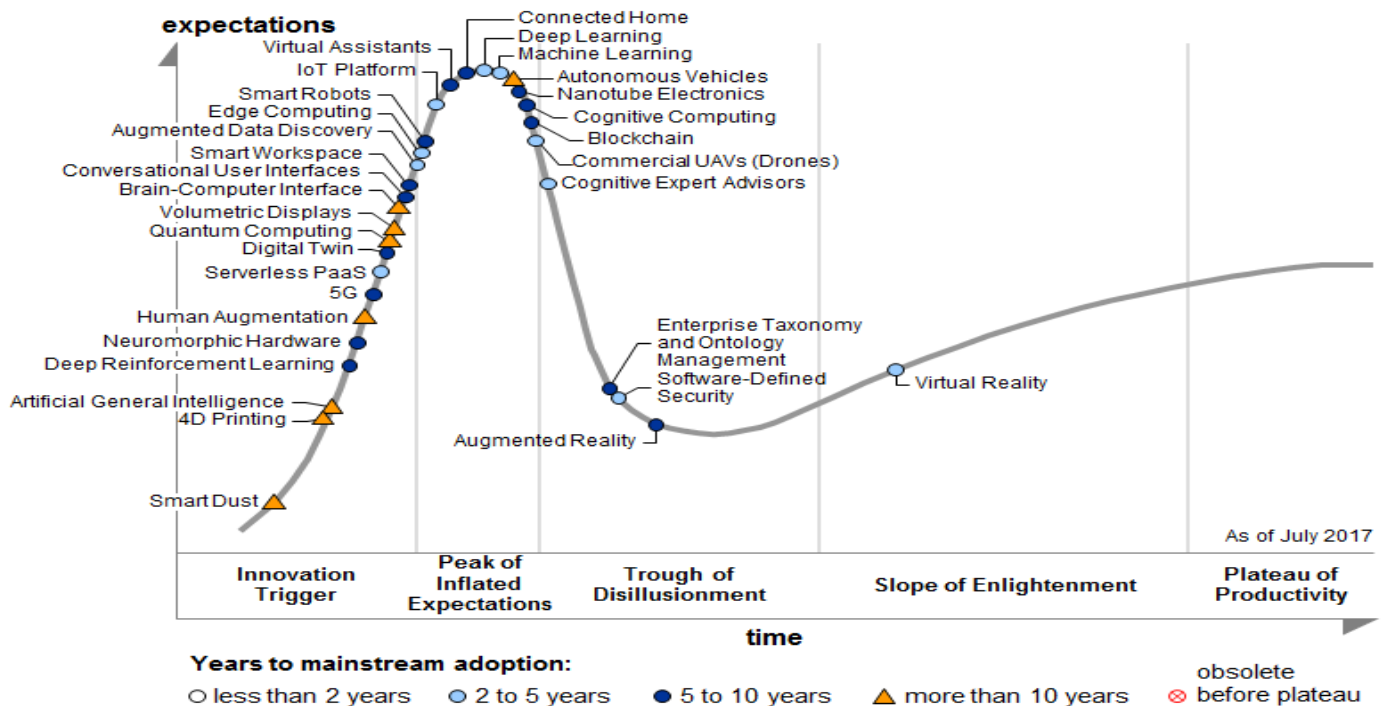 expectations
Connected Home
Deep Learning
Virtual Assistants
Machine Learning
IoT Platform
Autonomous Vehicles
Smart Robots
Nanotube Electronics
Edge Computing
Cognitive Computing
Augmented Data Discovery
Blockchain
Smart Workspace
Commercial UAVs (Drones)
Conversational User Interfaces
Cognitive Expert Advisors
Brain-Computer Interface
Volumetric Displays
Quantum Computing
Digital Twin
Serverless PaaS
5G
Human Augmentation
Neuromorphic Hardware
Deep Reinforcement Learning
Artificial General Intelligence
4D Printing
Smart Dust
Enterprise Taxonomy
and Ontology
Management
Software-Defined
Security
Augmented Reality
Virtual Reality
As of July 2017
Innovation
Trigger
Peak of
Inflated
Expectations
Trough of
Disillusionment
Slope of Enlightenment
Plateau of
Productivity
time
Years to mainstream adoption:
less than 2 years
2 to 5 years
5 to 10 years
more than 10 years
obsolete
before plateau